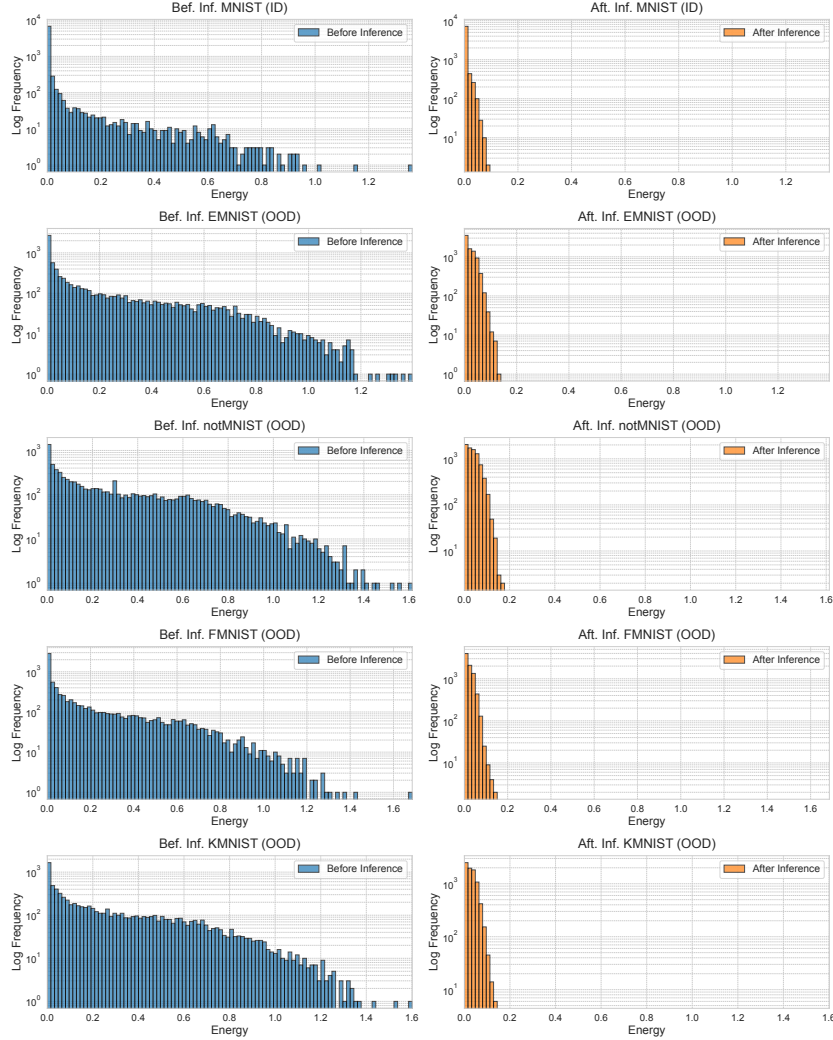 Bef. Inf. MNIST (ID)
Log Frequency
10^4
10^3
10^2
10^1
10^0
Before Inference
0.0 0.2 0.4 0.6 0.8 1.0 1.2
Energy
Aft. Inf. MNIST (ID)
Log Frequency
10^4
10^3
10^2
10^1
After Inference
0.0 0.2 0.4 0.6 0.8 1.0 1.2
Energy
Bef. Inf. EMNIST (OOD)
Log Frequency
10^3
10^2
10^1
10^0
Before Inference
0.0 0.2 0.4 0.6 0.8 1.0 1.2
Energy
Aft. Inf. EMNIST (OOD)
Log Frequency
10^3
10^2
10^1
10^0
After Inference
0.0 0.2 0.4 0.6 0.8 1.0 1.2
Energy
Bef. Inf. notMNIST (OOD)
Log Frequency
10^3
10^2
10^1
10^0
Before Inference
0.0 0.2 0.4 0.6 0.8 1.0 1.2 1.4 1.6
Energy
Aft. Inf. notMNIST (OOD)
Log Frequency
10^3
10^2
10^1
After Inference
0.0 0.2 0.4 0.6 0.8 1.0 1.2 1.4 1.6
Energy
Bef. Inf. FMNIST (OOD)
Log Frequency
10^3
10^2
10^1
10^0
Before Inference
0.0 0.2 0.4 0.6 0.8 1.0 1.2 1.4 1.6
Energy
Aft. Inf. FMNIST (OOD)
Log Frequency
10^3
10^2
10^1
After Inference
0.0 0.2 0.4 0.6 0.8 1.0 1.2 1.4 1.6
Energy
Bef. Inf. KMNIST (OOD)
Log Frequency
10^3
10^2
10^1
10^0
Before Inference
0.0 0.2 0.4 0.6 0.8 1.0 1.2 1.4 1.6
Energy
Aft. Inf. KMNIST (OOD)
Log Frequency
10^3
10^2
10^1
After Inference
0.0 0.2 0.4 0.6 0.8 1.0 1.2 1.4 1.6
Energy